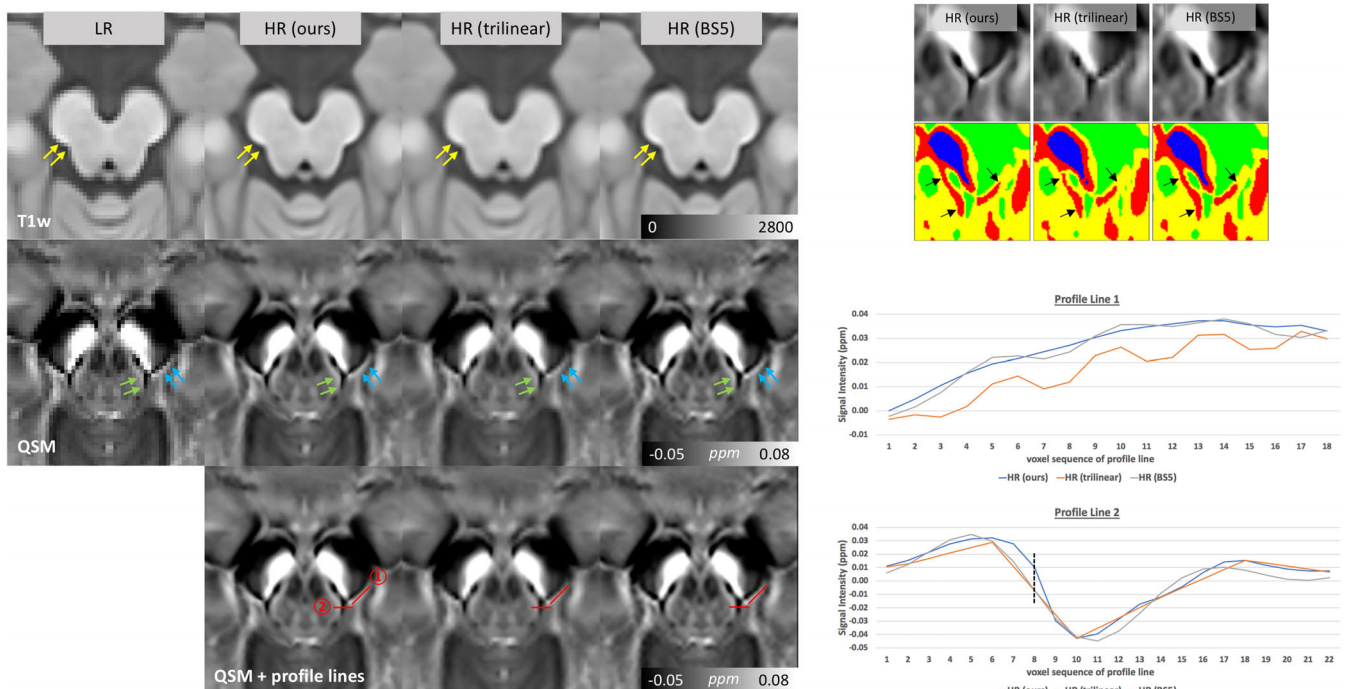 LR
HR (ours)
HR (trilinear)
HR (BS5)
T1w
0 2800
QSM
-0.05 ppm 0.08
①
②
QSM + profile lines
-0.05 ppm 0.08
HR (ours)
HR (trilinear)
HR (BS5)
Profile Line 1
Signal Intensity (ppm)
0.04
0.03
0.02
0.01
0.00
-0.01
1 2 3 4 5 6 7 8 9 10 11 12 13 14 15 16 17 18
voxel sequence of profile line
HR (ours) HR (trilinear) HR (BS5)
Profile Line 2
Signal Intensity (ppm)
0.04
0.03
0.02
0.01
0.00
-0.01
-0.02
-0.03
-0.04
-0.05
1 2 3 4 5 6 7 8 9 10 11 12 13 14 15 16 17 18 19 20 21 22
voxel sequence of profile line
HR (ours) HR (trilinear) HR (BS5)